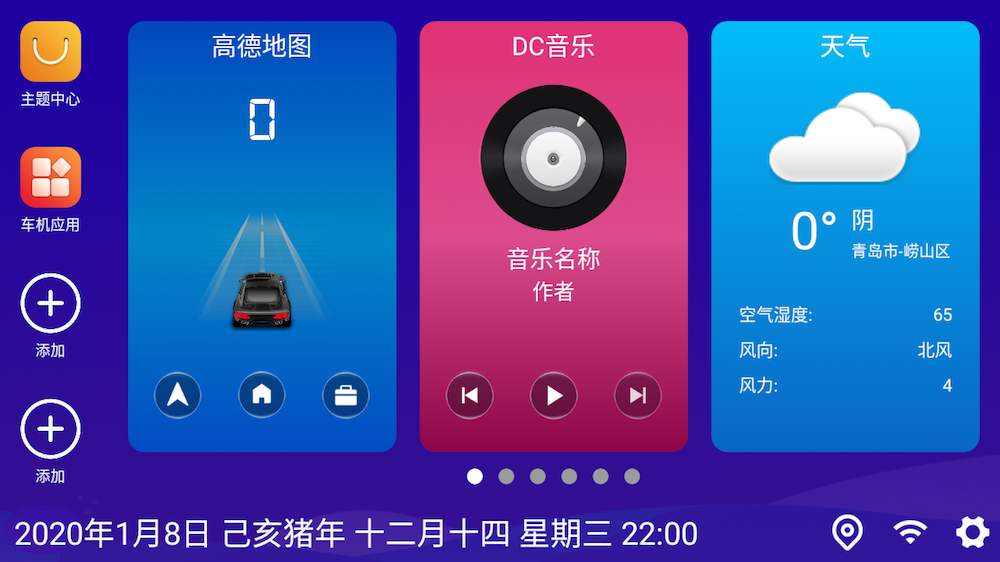 主题中心
车机应用
添加
添加
高德地图
0
DC音乐
音乐名称
作者
天气
0° 阴
青岛市-崂山区
空气湿度: 65
风向: 北风
风力: 4
2020年1月8日 己亥猪年 十二月十四 星期三 22:00